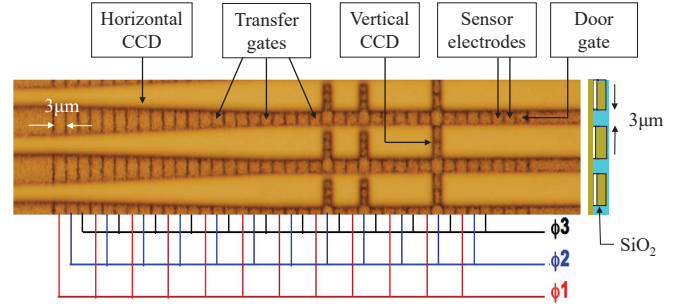 Horizontal
CCD
Transfer
gates
Vertical
CCD
Sensor
electrodes
Door
gate
3μm
3μm
SiO₂
ϕ3
ϕ2
ϕ1